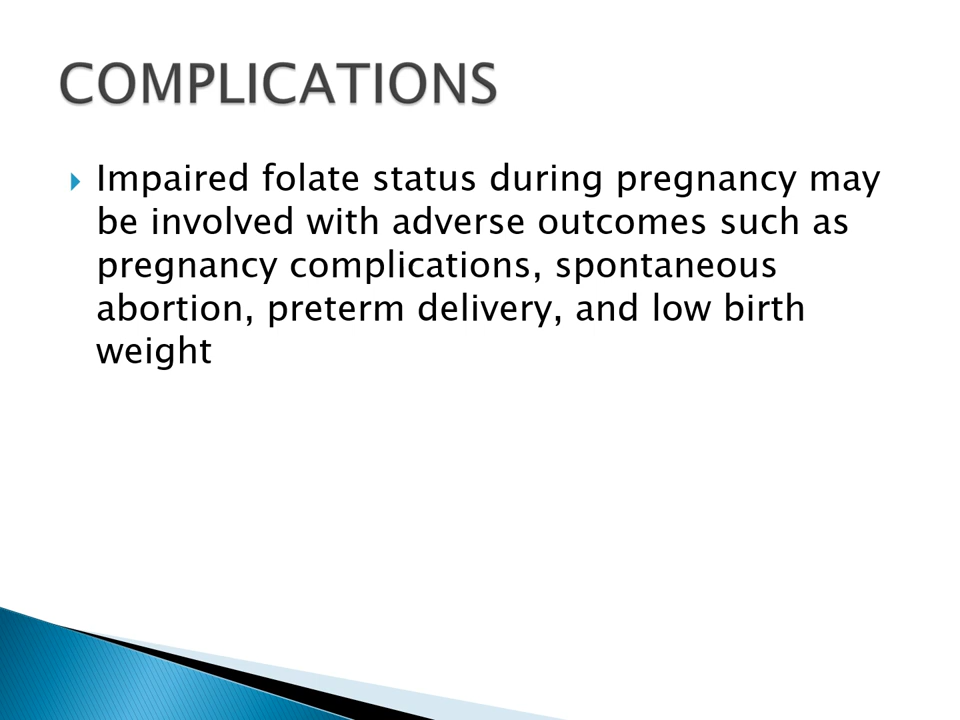 COMPLICATIONS
Impaired folate status during pregnancy may
be involved with adverse outcomes such as
pregnancy complications, spontaneous
abortion, preterm delivery, and low birth
weight